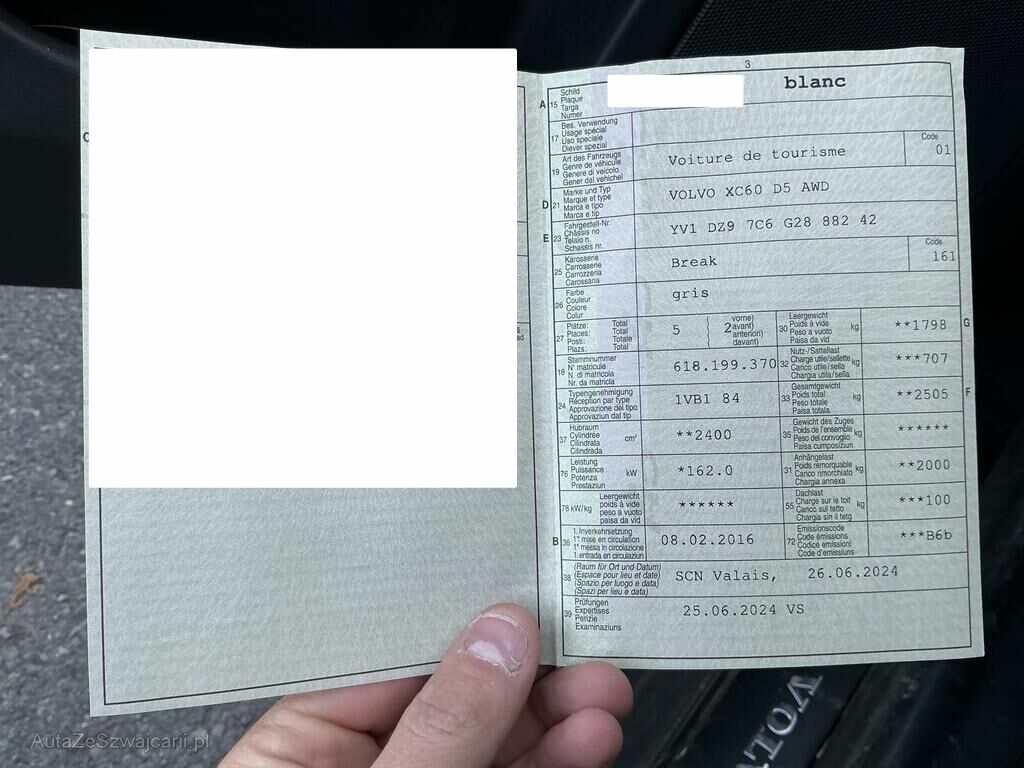 3
A 15 Schild blanc
Plaque
Targa
Numer
17 Bes. Verwendung
Usage spécial
Uso speciale
Diever spezial
19 Art des Fahrzeugs Voiture de tourisme Code 01
Genre de véhicule
Genere di veicolo
Gener dal vehichel
D 21 Marke und Typ VOLVO XC60 D5 AWD
Marque et type
Marca e tipo
Marca e tip
E 23 Fahrgestell-Nr. YV1 DZ9 7C6 G28 882 42
Châssis no
Telaio n.
Schassis nr.
25 Karosserie Break Code 161
Carrosserie
Carrozzeria
Carossaria
26 Farbe gris
Couleur
Colore
Colur
27 Plätze: Total 5 2 vorne)
Places: Total avant)
Posti: Totale anteriori)
Plazs: Total davant)
30 Leergewicht kg **1798 G
Poids à vide
Peso a vuoto
Paisa da vid
18 Stammnummer 618.199.370
N° matricule
N. di matricola
Nr. da matricla
32 Nutz-/Sattellast kg ***707
Charge utile/sellette
Carico utile/sella
Chargia utila/sella
24 Typengenehmigung 1VB1 84
Réception par type
Approvazione del tipo
Approvaziun dal tip
33 Gesamtgewicht kg **2505 F
Poids total
Peso totale
Paisa totala
37 Hubraum cm³ **2400
Cylindrée
Cilindrata
Cilindrada
35 Gewicht des Zuges kg ******
Poids de l'ensemble
Peso del convoglio
Paisa cumposiziun
76 Leistung kW *162.0
Puissance
Potenza
Prestaziun
31 Anhängelast kg **2000
Poids remorquable
Carico rimorchiato
Chargia annexa
78 kW/kg Leergewicht ******
poids à vide
peso a vuoto
paisa da vid
55 Dachlast kg ***100
Charge sur le toit
Carico sul tetto
Chargia sin il tetg
B 36 1. Inverkehrsetzung 08.02.2016
1re mise en circulation
1a messa in circolazione
1. entrada en circulaziun
72 Emissionscode ***B6b
Code émissions
Codice emissioni
Code d'emissiuns
38 (Raum für Ort und Datum) SCN Valais, 26.06.2024
(Espace pour lieu et date)
(Spazio per luogo e data)
(Spazi per lieu e data)
39 Prüfungen 25.06.2024 VS
Expertises
Perizie
Examinaziuns
VOLV
AutaZeSzwajcarii.pl